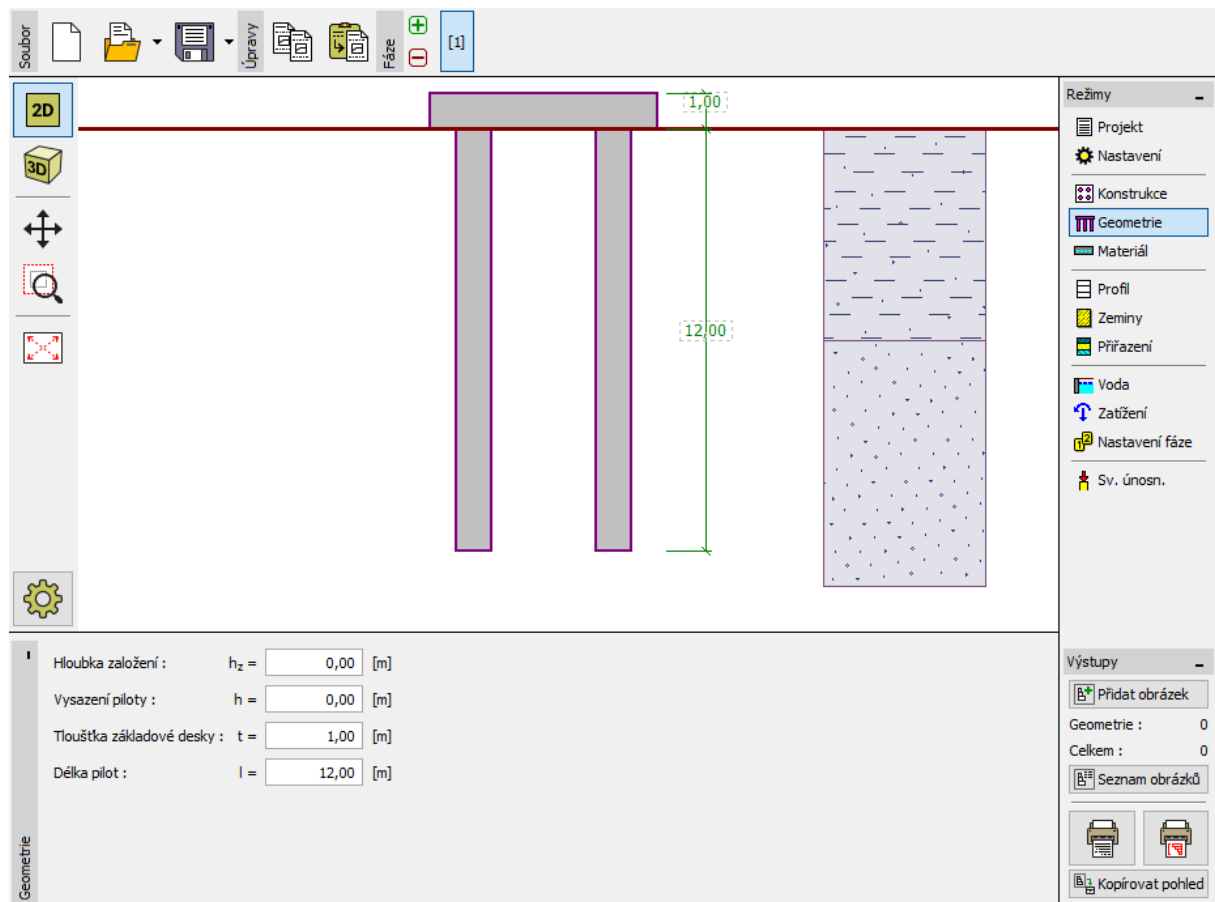 Soubor
Úpravy
Fáze
[1]
2D
3D
1,00
12,00
Režimy
Projekt
Nastavení
Konstrukce
Geometrie
Materiál
Profil
Zeminy
Přiřazení
Voda
Zatížení
Nastavení fáze
Sv. únosn.
Geometrie
Hloubka založení : hz = 0,00 [m]
Vysazení piloty : h = 0,00 [m]
Tloušťka základové desky : t = 1,00 [m]
Délka pilot : l = 12,00 [m]
Výstupy
Přidat obrázek
Geometrie : 0
Celkem : 0
Seznam obrázků
Kopírovat pohled